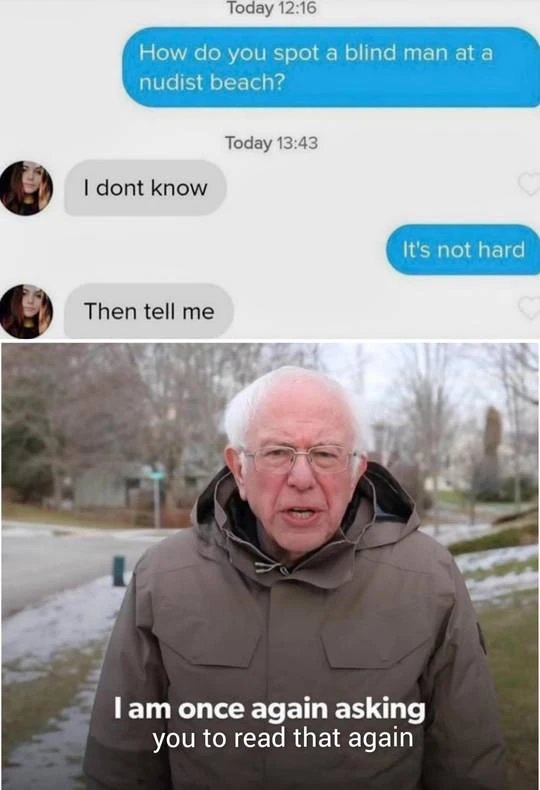 Today 12:16
How do you spot a blind man at a
nudist beach?
Today 13:43
I dont know
It's not hard
Then tell me
I am once again asking
you to read that again